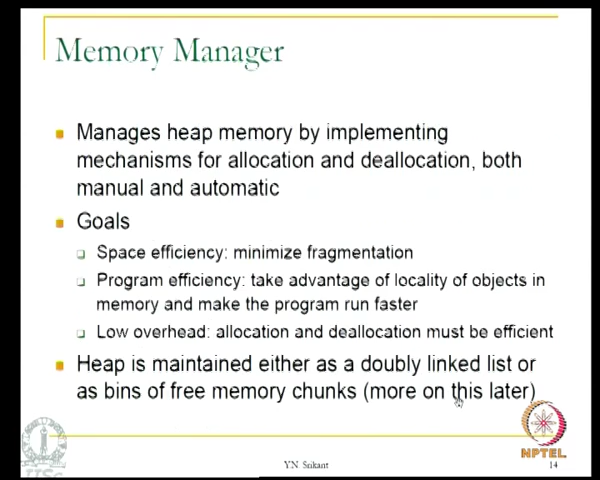 Memory Manager
Manages heap memory by implementing
mechanisms for allocation and deallocation, both
manual and automatic
Goals
Space efficiency: minimize fragmentation
Program efficiency: take advantage of locality of objects in
memory and make the program run faster
Low overhead: allocation and deallocation must be efficient
Heap is maintained either as a doubly linked list or
as bins of free memory chunks (more on this later)
NPTEL
Y.N. Srikant
14